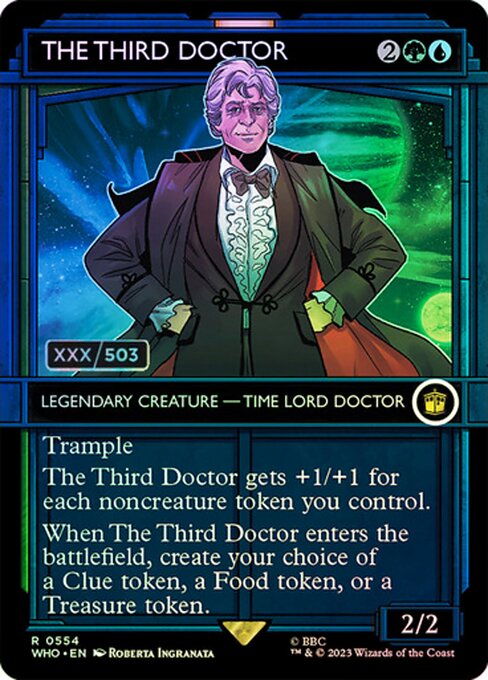 THE THIRD DOCTOR 2
XXX/503
LEGENDARY CREATURE — TIME LORD DOCTOR
Trample
The Third Doctor gets +1/+1 for
each noncreature token you control.
When The Third Doctor enters the
battlefield, create your choice of
a Clue token, a Food token, or a
Treasure token.
2/2
R 0554
WHO • EN Roberta Ingranata
© BBC
™ & © 2023 Wizards of the Coast